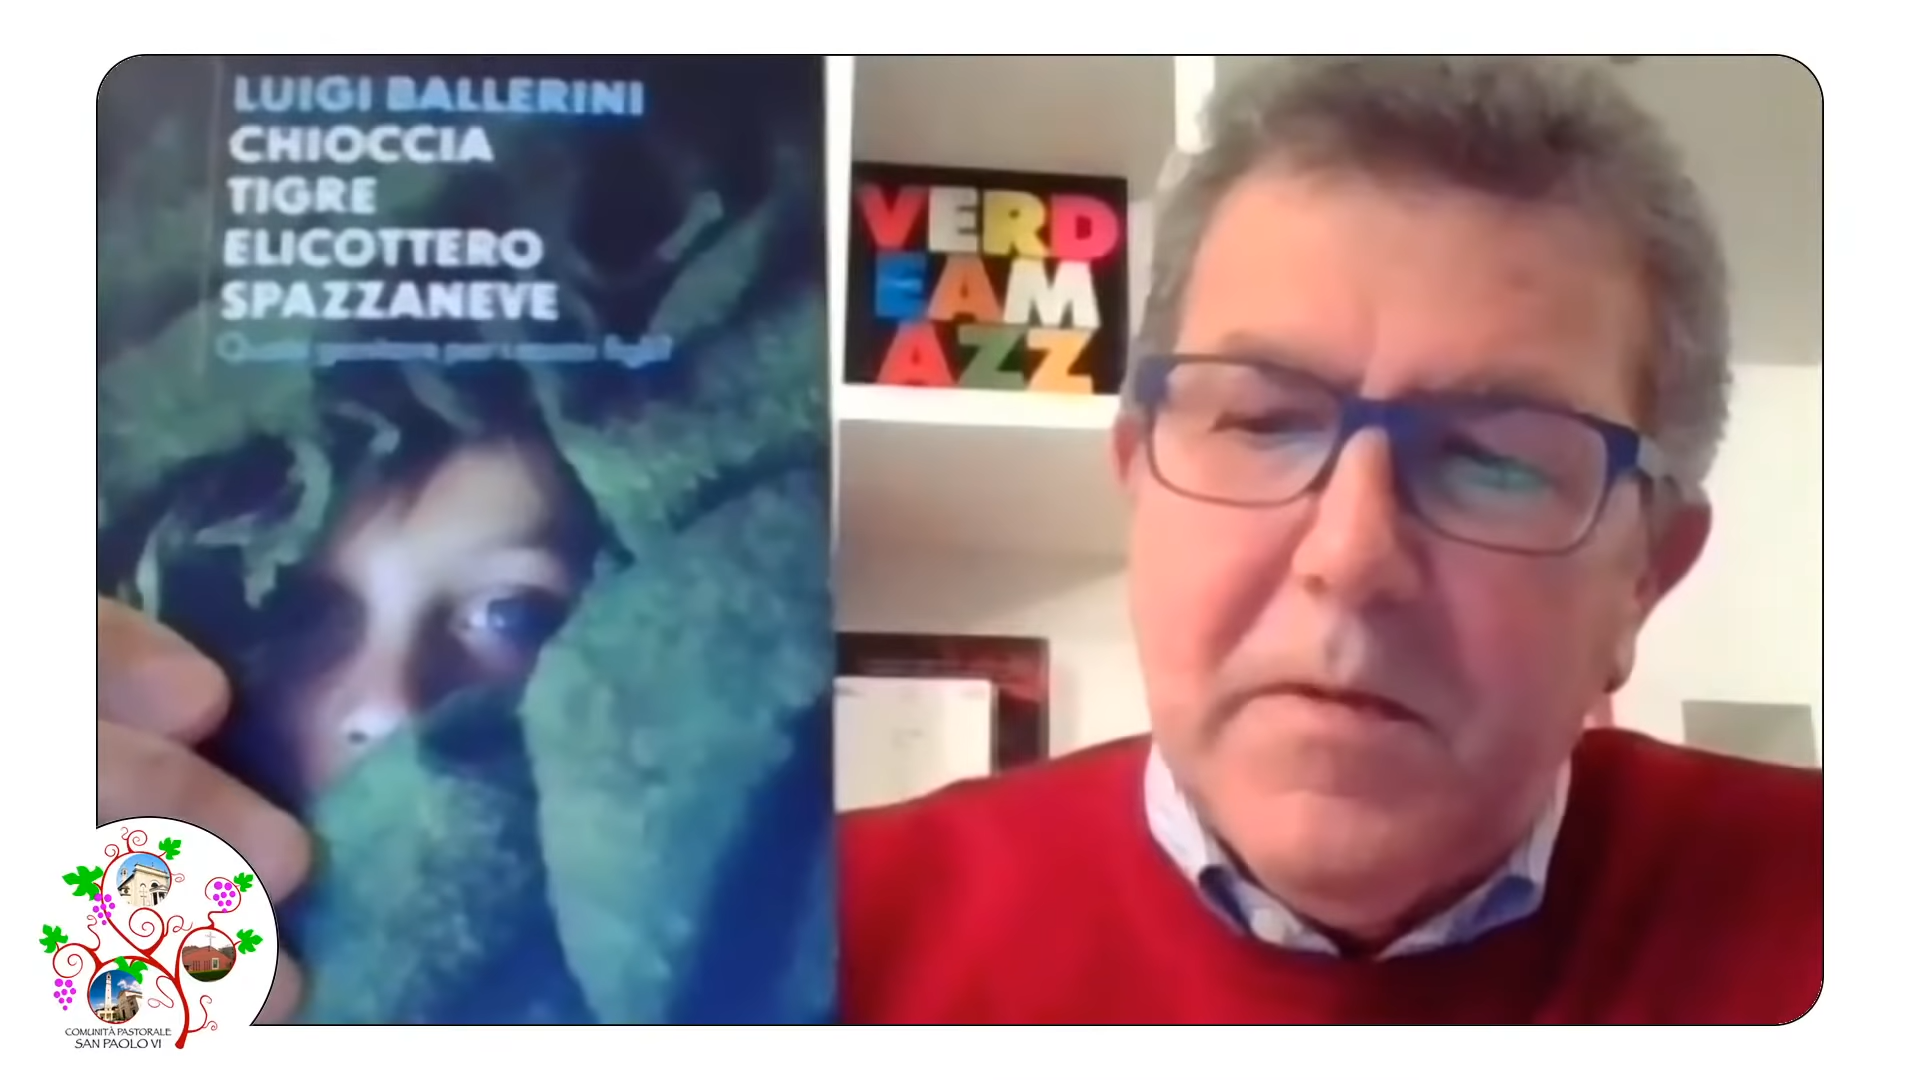 LUIGI BALLERINI
CHIOCCIA
TIGRE
ELICOTTERO
SPAZZANEVE
VERD
EAM
AZZ
COMUNITÀ PASTORALE
SAN PAOLO VI